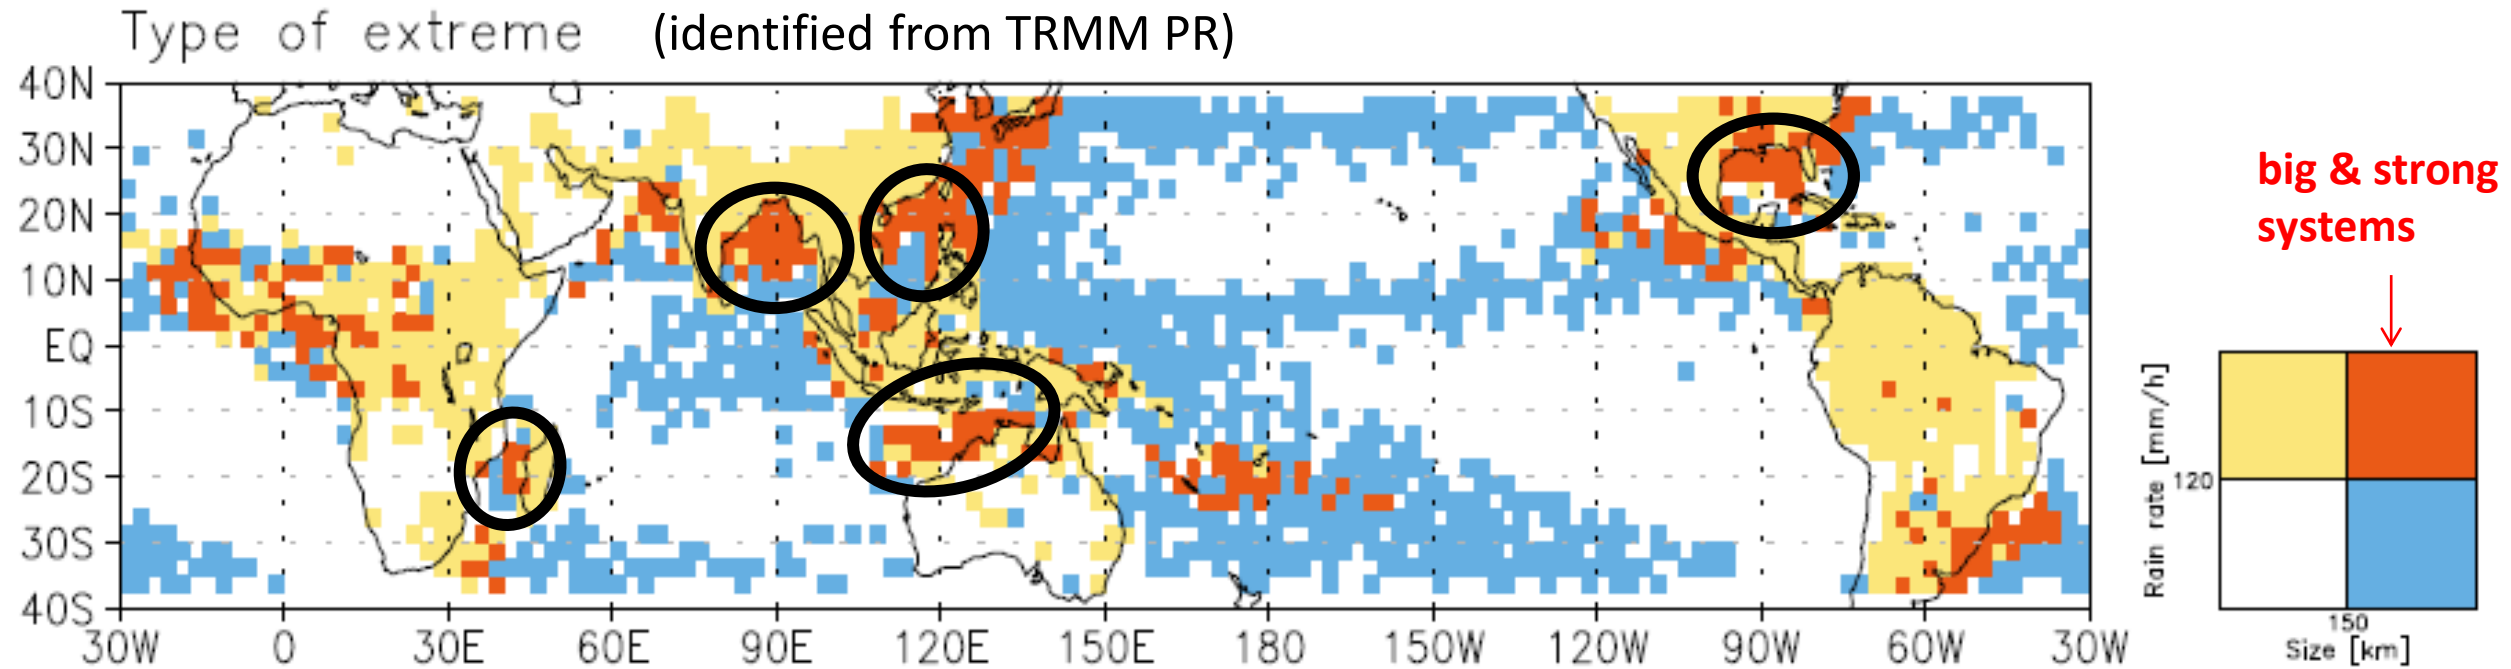 Type of extreme (identified from TRMM PR)
40N
30N
20N
10N
EQ
10S
20S
30S
40S
30W 0 30E 60E 90E 120E 150E 180 150W 120W 90W 60W 30W
big & strong
systems
Rain rate [mm/h]
120
150
Size [km]